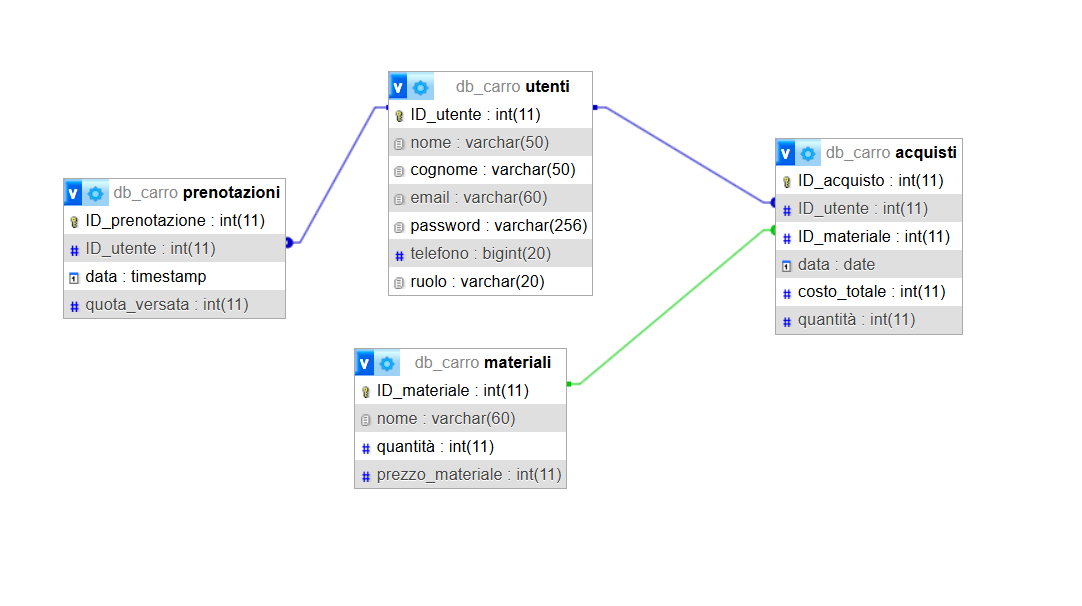 db_carro utenti
ID_utente : int(11)
nome : varchar(50)
cognome : varchar(50)
email : varchar(60)
password : varchar(256)
telefono : bigint(20)
ruolo : varchar(20)
db_carro acquisti
ID_acquisto : int(11)
ID_utente : int(11)
ID_materiale : int(11)
data : date
costo_totale : int(11)
quantità : int(11)
db_carro prenotazioni
ID_prenotazione : int(11)
ID_utente : int(11)
data : timestamp
quota_versata : int(11)
db_carro materiali
ID_materiale : int(11)
nome : varchar(60)
quantità : int(11)
prezzo_materiale : int(11)